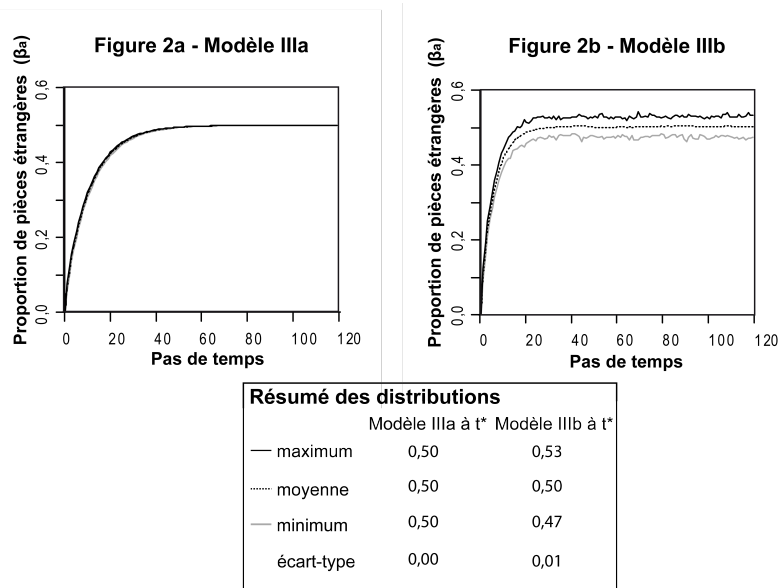 Figure 2a - Modèle IIIa
Proportion de pièces étrangères (βa)
0,0 0,2 0,4 0,6
0 20 40 60 80 100 120
Pas de temps
Figure 2b - Modèle IIIb
Proportion de pièces étrangères (βa)
0,0 0,2 0,4 0,6
0 20 40 60 80 100 120
Pas de temps
Résumé des distributions
Modèle IIIa à t* Modèle IIIb à t*
maximum 0,50 0,53
moyenne 0,50 0,50
minimum 0,50 0,47
écart-type 0,00 0,01